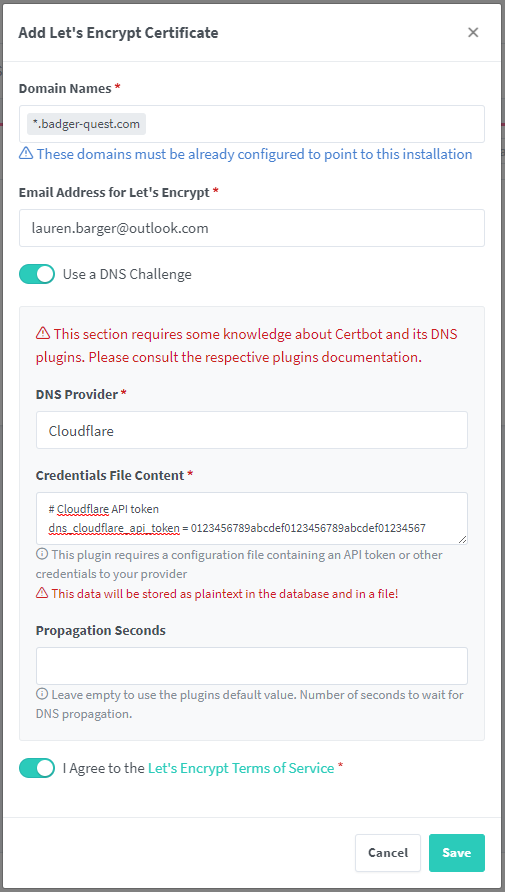 Add Let's Encrypt Certificate
Domain Names *
*.badger-quest.com
These domains must be already configured to point to this installation
Email Address for Let's Encrypt *
lauren.barger@outlook.com
Use a DNS Challenge
This section requires some knowledge about Certbot and its DNS
plugins. Please consult the respective plugins documentation.
DNS Provider *
Cloudflare
Credentials File Content *
# Cloudflare API token
dns_cloudflare_api_token = 0123456789abcdef0123456789abcdef01234567
This plugin requires a configuration file containing an API token or other
credentials to your provider
This data will be stored as plaintext in the database and in a file!
Propagation Seconds
Leave empty to use the plugins default value. Number of seconds to wait for
DNS propagation.
I Agree to the Let's Encrypt Terms of Service *
Cancel
Save